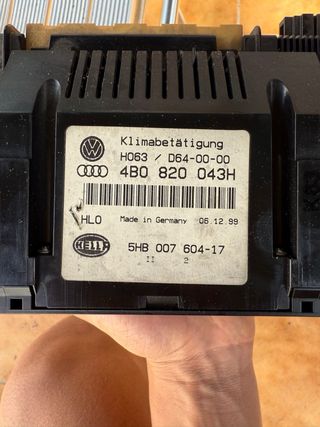 Klimabetätigung
H063 / D64-00-00
4B0 820 043H
HLO
Made in Germany 06.12.99
HELLA
5HB 007 604-17
II 2